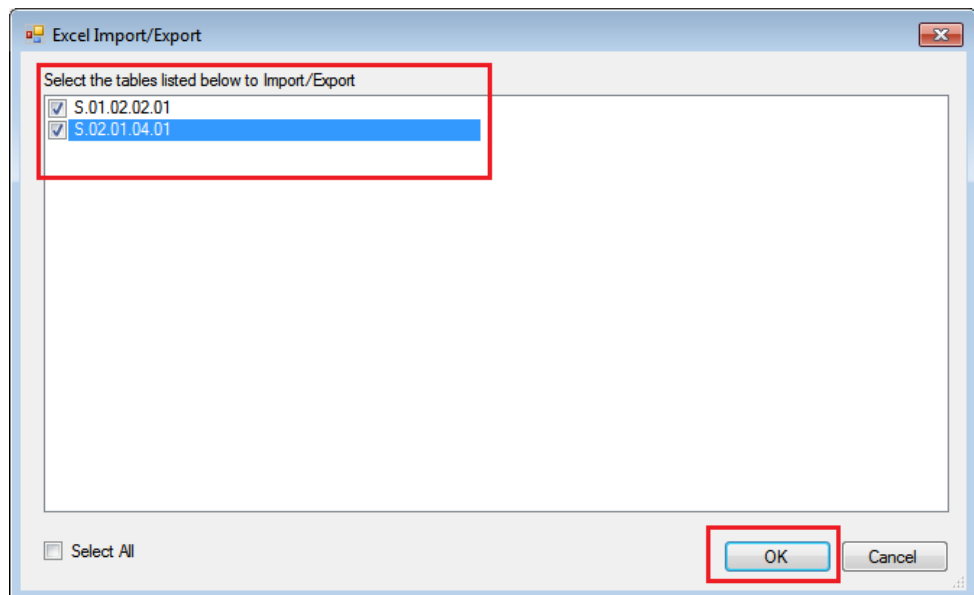 Excel Import/Export
Select the tables listed below to Import/Export
S.01.02.02.01
S.02.01.04.01
Select All
OK
Cancel